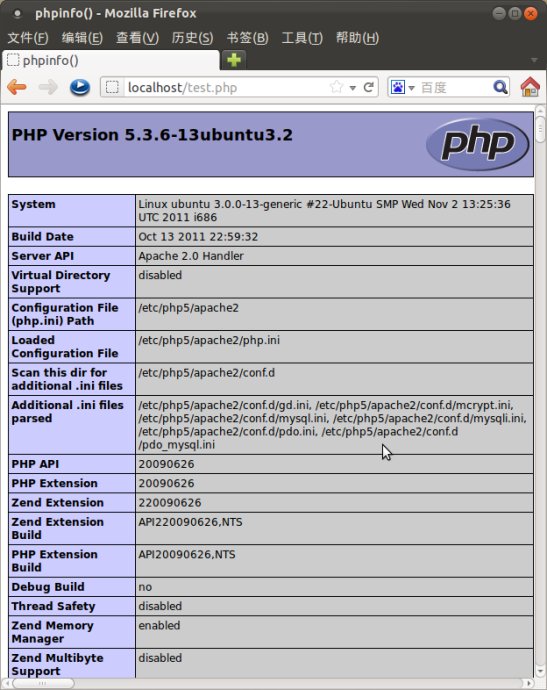 phpinfo() - Mozilla Firefox
文件(F) 编辑(E) 查看(V) 历史(S) 书签(B) 工具(T) 帮助(H)
phpinfo()
localhost/test.php
百度
PHP Version 5.3.6-13ubuntu3.2
php
System
Linux ubuntu 3.0.0-13-generic #22-Ubuntu SMP Wed Nov 2 13:25:36
UTC 2011 i686
Build Date
Oct 13 2011 22:59:32
Server API
Apache 2.0 Handler
Virtual Directory
Support
disabled
Configuration File
(php.ini) Path
/etc/php5/apache2
Loaded
Configuration File
/etc/php5/apache2/php.ini
Scan this dir for
additional .ini files
/etc/php5/apache2/conf.d
Additional .ini files
parsed
/etc/php5/apache2/conf.d/gd.ini, /etc/php5/apache2/conf.d/mcrypt.ini,
/etc/php5/apache2/conf.d/mysql.ini, /etc/php5/apache2/conf.d/mysqli.ini,
/etc/php5/apache2/conf.d/pdo.ini, /etc/php5/apache2/conf.d
/pdo_mysql.ini
PHP API
20090626
PHP Extension
20090626
Zend Extension
220090626
Zend Extension
Build
API220090626,NTS
PHP Extension
Build
API20090626,NTS
Debug Build
no
Thread Safety
disabled
Zend Memory
Manager
enabled
Zend Multibyte
Support
disabled